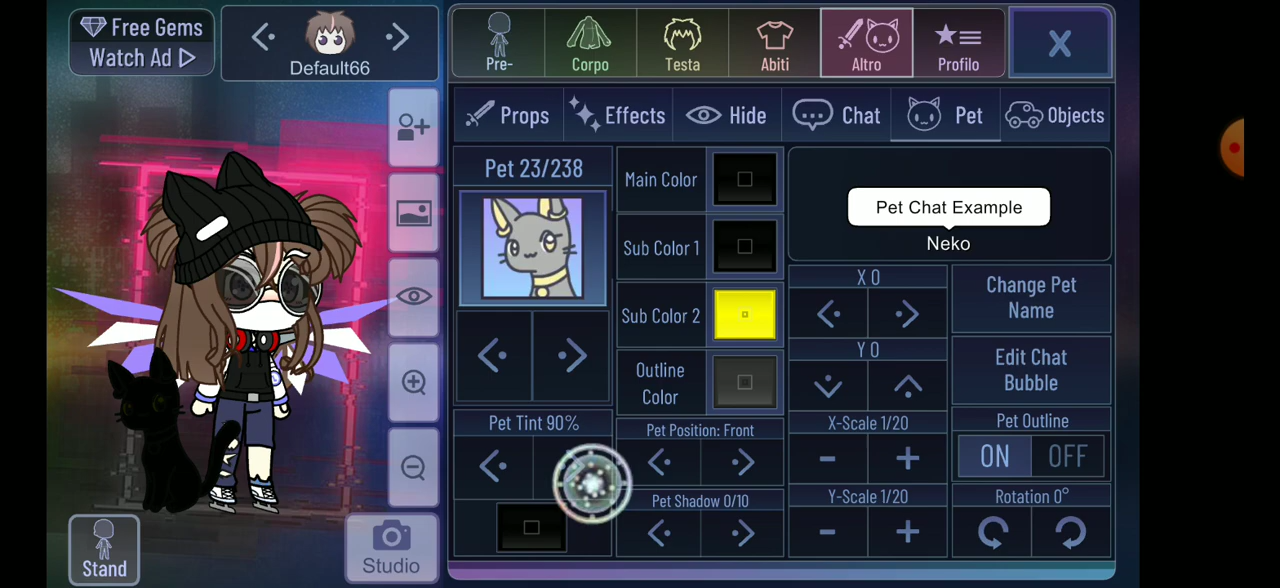 Free Gems
Watch Ad
Default66
Pre-
Corpo
Testa
Abiti
Altro
Profilo
X
Props
Effects
Hide
Chat
Pet
Objects
Pet 23/238
Main Color
Sub Color 1
Sub Color 2
Outline
Color
Pet Chat Example
Neko
X 0
Y 0
Change Pet
Name
Edit Chat
Bubble
Pet Tint 90%
Pet Position: Front
X-Scale 1/20
Pet Outline
ON OFF
Pet Shadow 0/10
Y-Scale 1/20
Rotation 0°
Stand
Studio